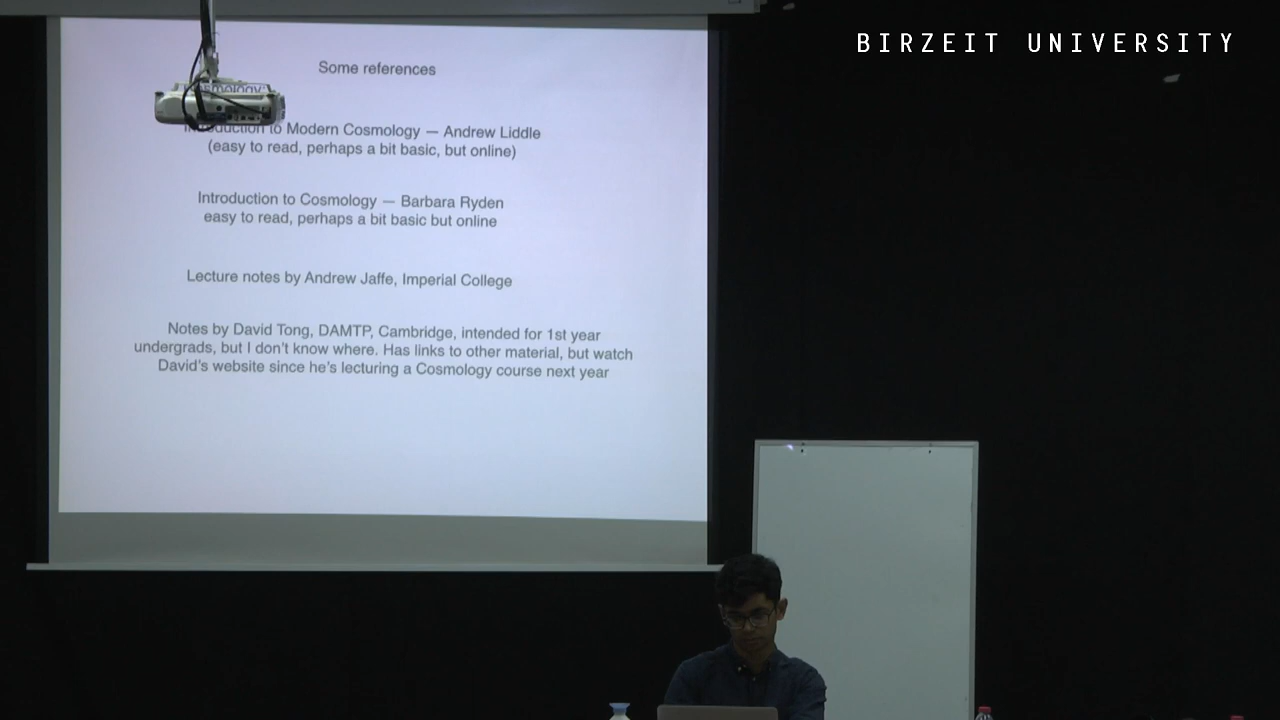 BIRZEIT UNIVERSITY
Some references
Cosmology:
Introduction to Modern Cosmology — Andrew Liddle
(easy to read, perhaps a bit basic, but online)
Introduction to Cosmology — Barbara Ryden
easy to read, perhaps a bit basic but online
Lecture notes by Andrew Jaffe, Imperial College
Notes by David Tong, DAMTP, Cambridge, intended for 1st year
undergrads, but I don't know where. Has links to other material, but watch
David's website since he's lecturing a Cosmology course next year